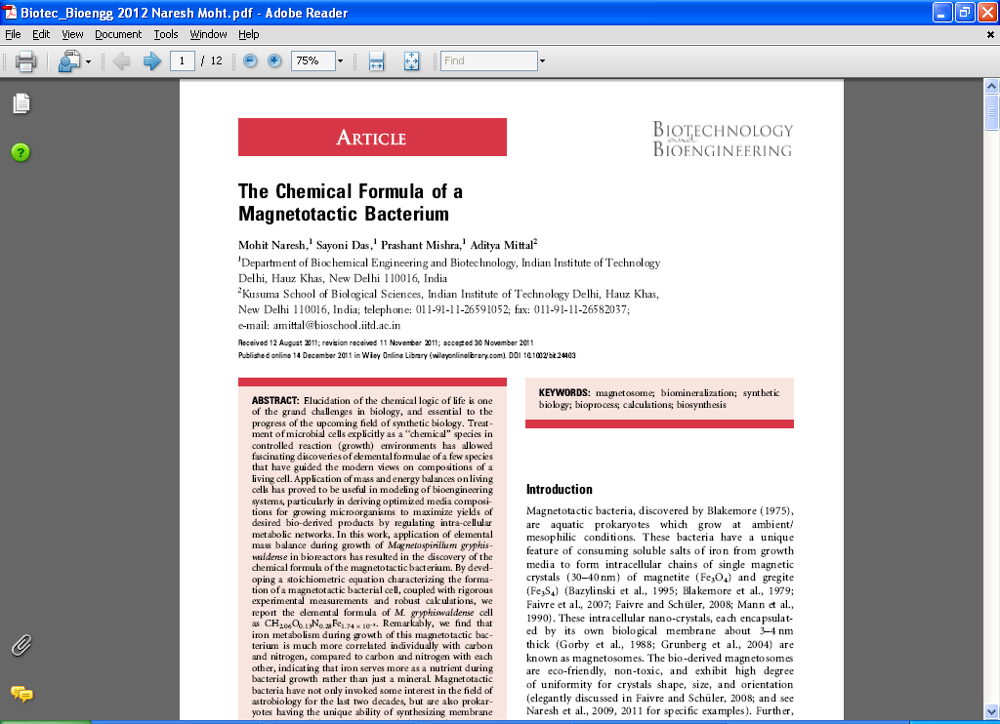 Biotec_Bioengg 2012 Naresh Moht.pdf - Adobe Reader
File Edit View Document Tools Window Help
1 / 12 75% Find
ARTICLE
BIOTECHNOLOGY
and
BIOENGINEERING
The Chemical Formula of a
Magnetotactic Bacterium
Mohit Naresh,¹ Sayoni Das,¹ Prashant Mishra,¹ Aditya Mittal²
¹Department of Biochemical Engineering and Biotechnology, Indian Institute of Technology
Delhi, Hauz Khas, New Delhi 110016, India
²Kusuma School of Biological Sciences, Indian Institute of Technology Delhi, Hauz Khas,
New Delhi 110016, India; telephone: 011-91-11-26591052; fax: 011-91-11-26582037;
e-mail: amittal@bioschool.iitd.ac.in
Received 12 August 2011; revision received 11 November 2011; accepted 30 November 2011
Published online 14 December 2011 in Wiley Online Library (wileyonlinelibrary.com). DOI 10.1002/bit.24403
ABSTRACT: Elucidation of the chemical logic of life is one
of the grand challenges in biology, and essential to the
progress of the upcoming field of synthetic biology. Treat-
ment of microbial cells explicitly as a "chemical" species in
controlled reaction (growth) environments has allowed
fascinating discoveries of elemental formulae of a few species
that have guided the modern views on compositions of a
living cell. Application of mass and energy balances on living
cells has proved to be useful in modeling of bioengineering
systems, particularly in deriving optimized media composi-
tions for growing microorganisms to maximize yields of
desired bio-derived products by regulating intra-cellular
metabolic networks. In this work, application of elemental
mass balance during growth of Magnetospirillum gryphis-
waldense in bioreactors has resulted in the discovery of the
chemical formula of the magnetotactic bacterium. By devel-
oping a stoichiometric equation characterizing the forma-
tion of a magnetotactic bacterial cell, coupled with rigorous
experimental measurements and robust calculations, we
report the elemental formula of M. gryphiswaldense cell
as CH₂.₀₆O₀.₁₃N₀.₂₈Fe₁.₇₄ₓ₁₀⁻³. Remarkably, we find that
iron metabolism during growth of this magnetotactic bac-
terium is much more correlated individually with carbon
and nitrogen, compared to carbon and nitrogen with each
other, indicating that iron serves more as a nutrient during
bacterial growth rather than just a mineral. Magnetotactic
bacteria have not only invoked some interest in the field of
astrobiology for the last two decades, but are also prokar-
yotes having the unique ability of synthesizing membrane
KEYWORDS: magnetosome; biomineralization; synthetic
biology; bioprocess; calculations; biosynthesis
Introduction
Magnetotactic bacteria, discovered by Blakemore (1975),
are aquatic prokaryotes which grow at ambient/
mesophilic conditions. These bacteria have a unique
feature of consuming soluble salts of iron from growth
media to form intracellular chains of single magnetic
crystals (30–40 nm) of magnetite (Fe₃O₄) and gregite
(Fe₃S₄) (Bazylinski et al., 1995; Blakemore et al., 1979;
Faivre et al., 2007; Faivre and Schüler, 2008; Mann et al.,
1990). These intracellular nano-crystals, each encapsulat-
ed by its own biological membrane about 3–4 nm
thick (Gorby et al., 1988; Grunberg et al., 2004) are
known as magnetosomes. The bio-derived magnetosomes
are eco-friendly, non-toxic, and exhibit high degree
of uniformity for crystals shape, size, and orientation
(elegantly discussed in Faivre and Schüler, 2008; and see
Naresh et al., 2009, 2011 for specific examples). Further,